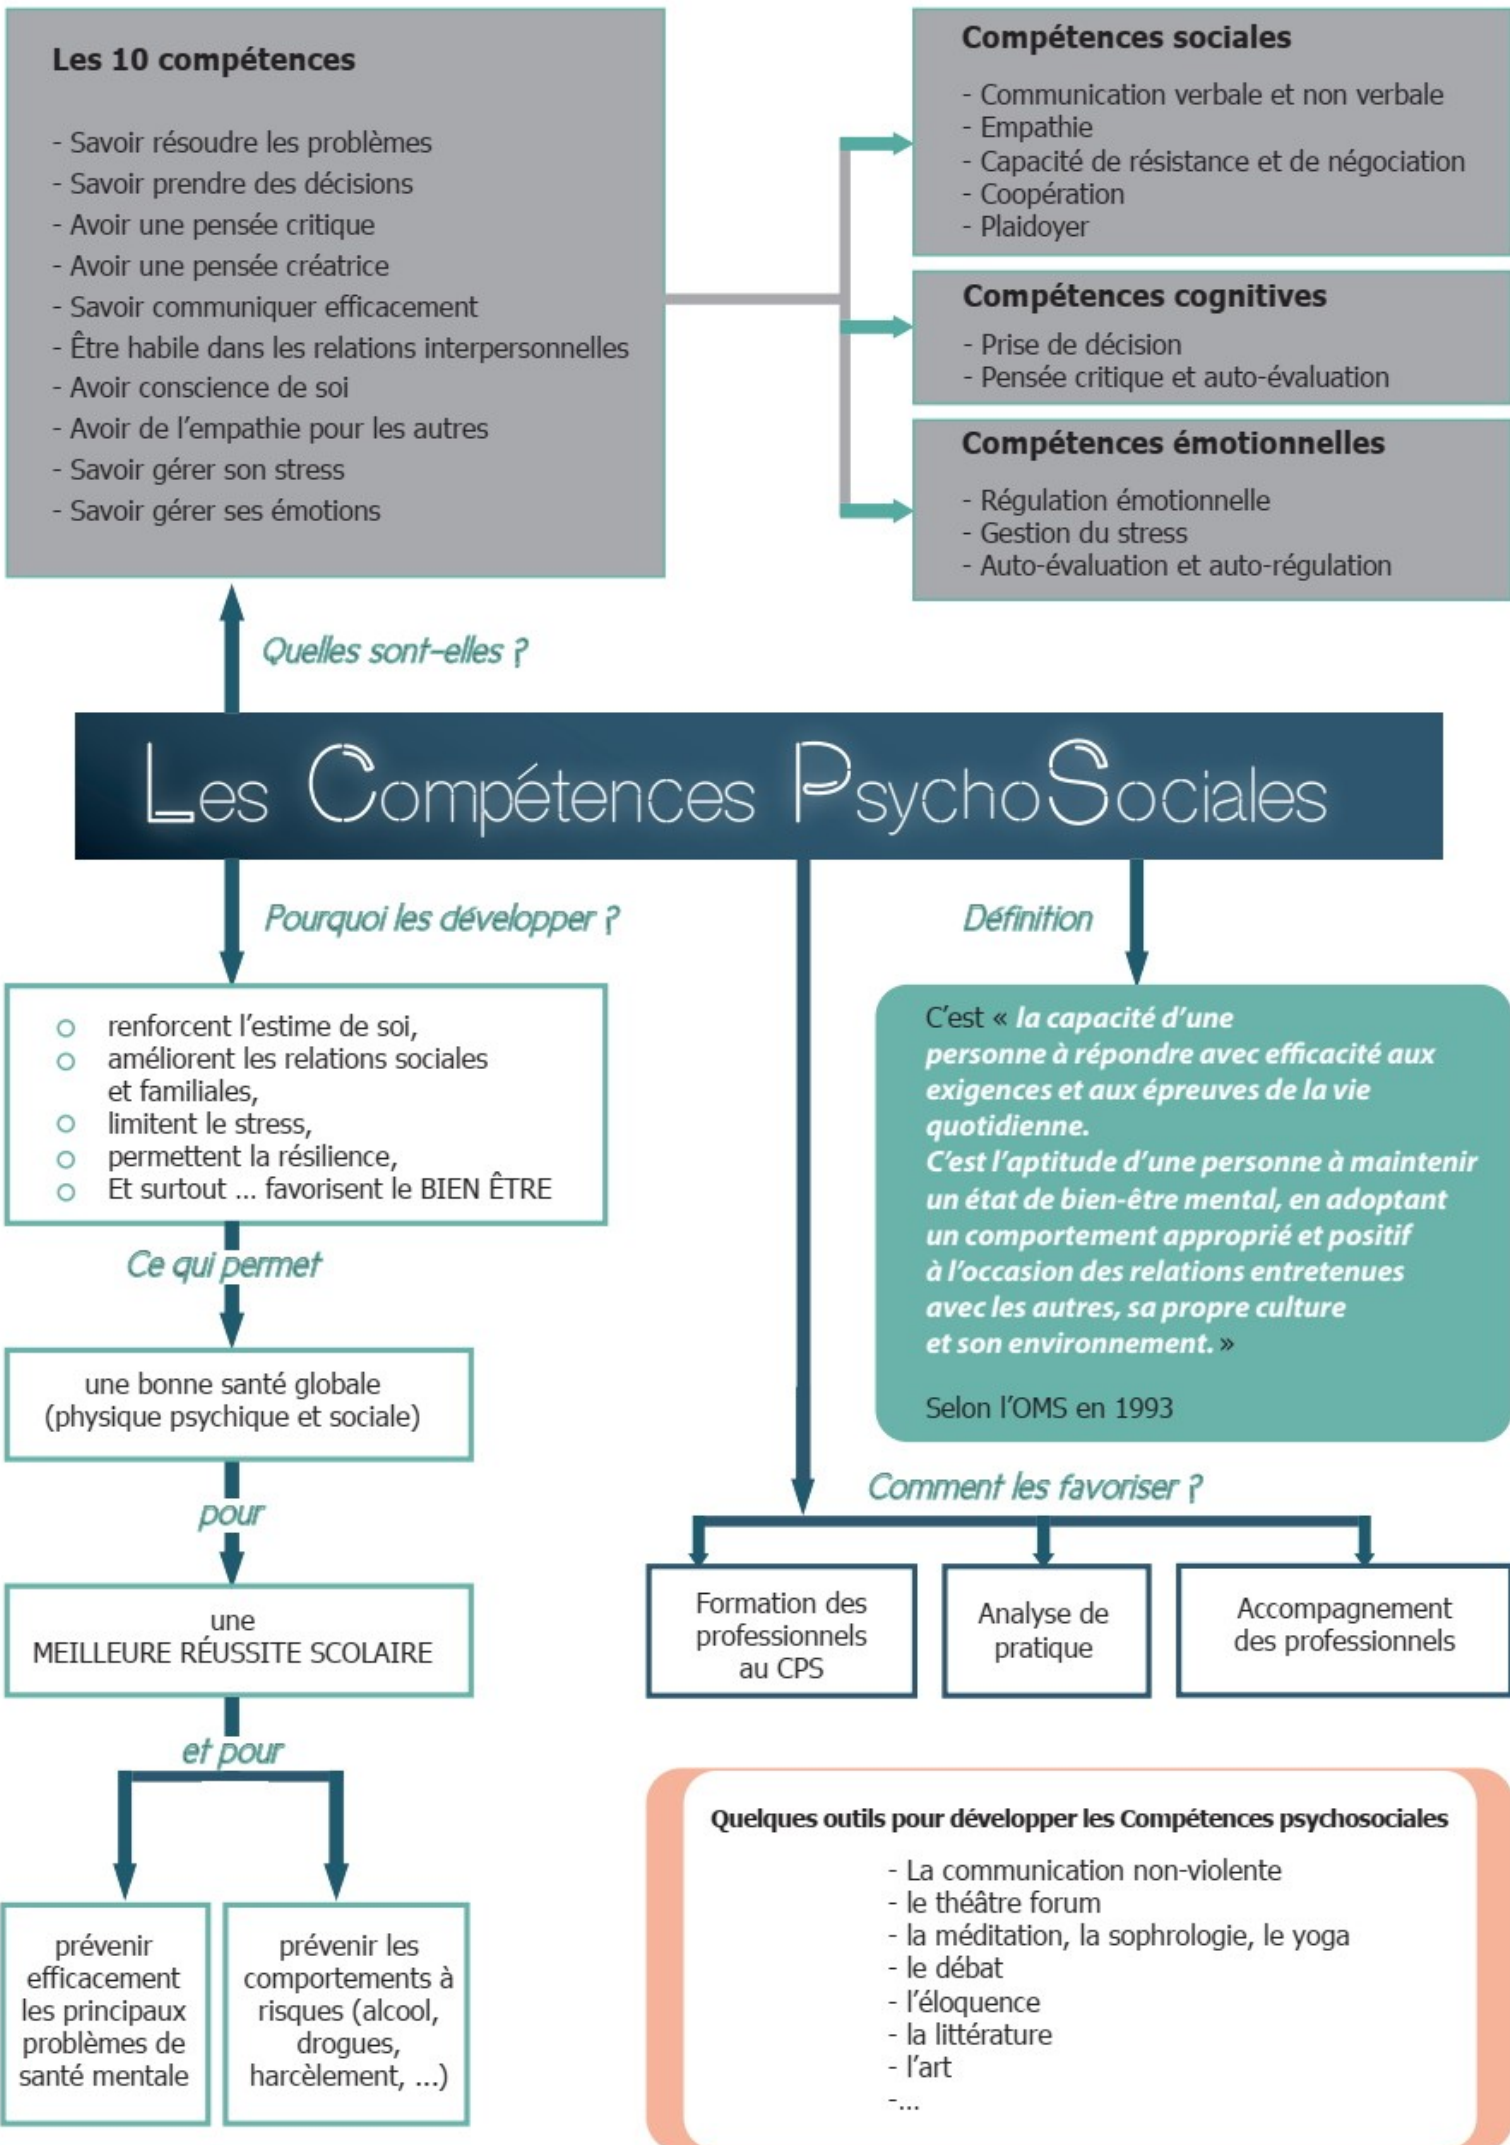 Les 10 compétences
- Savoir résoudre les problèmes
- Savoir prendre des décisions
- Avoir une pensée critique
- Avoir une pensée créatrice
- Savoir communiquer efficacement
- Être habile dans les relations interpersonnelles
- Avoir conscience de soi
- Avoir de l'empathie pour les autres
- Savoir gérer son stress
- Savoir gérer ses émotions
Compétences sociales
- Communication verbale et non verbale
- Empathie
- Capacité de résistance et de négociation
- Coopération
- Plaidoyer
Compétences cognitives
- Prise de décision
- Pensée critique et auto-évaluation
Compétences émotionnelles
- Régulation émotionnelle
- Gestion du stress
- Auto-évaluation et auto-régulation
Quelles sont-elles ?
Les Compétences PsychoSociales
Pourquoi les développer ?
renforcent l'estime de soi,
améliorent les relations sociales
et familiales,
limitent le stress,
permettent la résilience,
Et surtout ... favorisent le BIEN ÊTRE
Ce qui permet
une bonne santé globale
(physique psychique et sociale)
pour
une
MEILLEURE RÉUSSITE SCOLAIRE
et pour
prévenir
efficacement
les principaux
problèmes de
santé mentale
prévenir les
comportements à
risques (alcool,
drogues,
harcèlement, ...)
Définition
C'est « la capacité d'une
personne à répondre avec efficacité aux
exigences et aux épreuves de la vie
quotidienne.
C'est l'aptitude d'une personne à maintenir
un état de bien-être mental, en adoptant
un comportement approprié et positif
à l'occasion des relations entretenues
avec les autres, sa propre culture
et son environnement. »
Selon l'OMS en 1993
Comment les favoriser ?
Formation des
professionnels
au CPS
Analyse de
pratique
Accompagnement
des professionnels
Quelques outils pour développer les Compétences psychosociales
- La communication non-violente
- le théâtre forum
- la méditation, la sophrologie, le yoga
- le débat
- l'éloquence
- la littérature
- l'art
-...